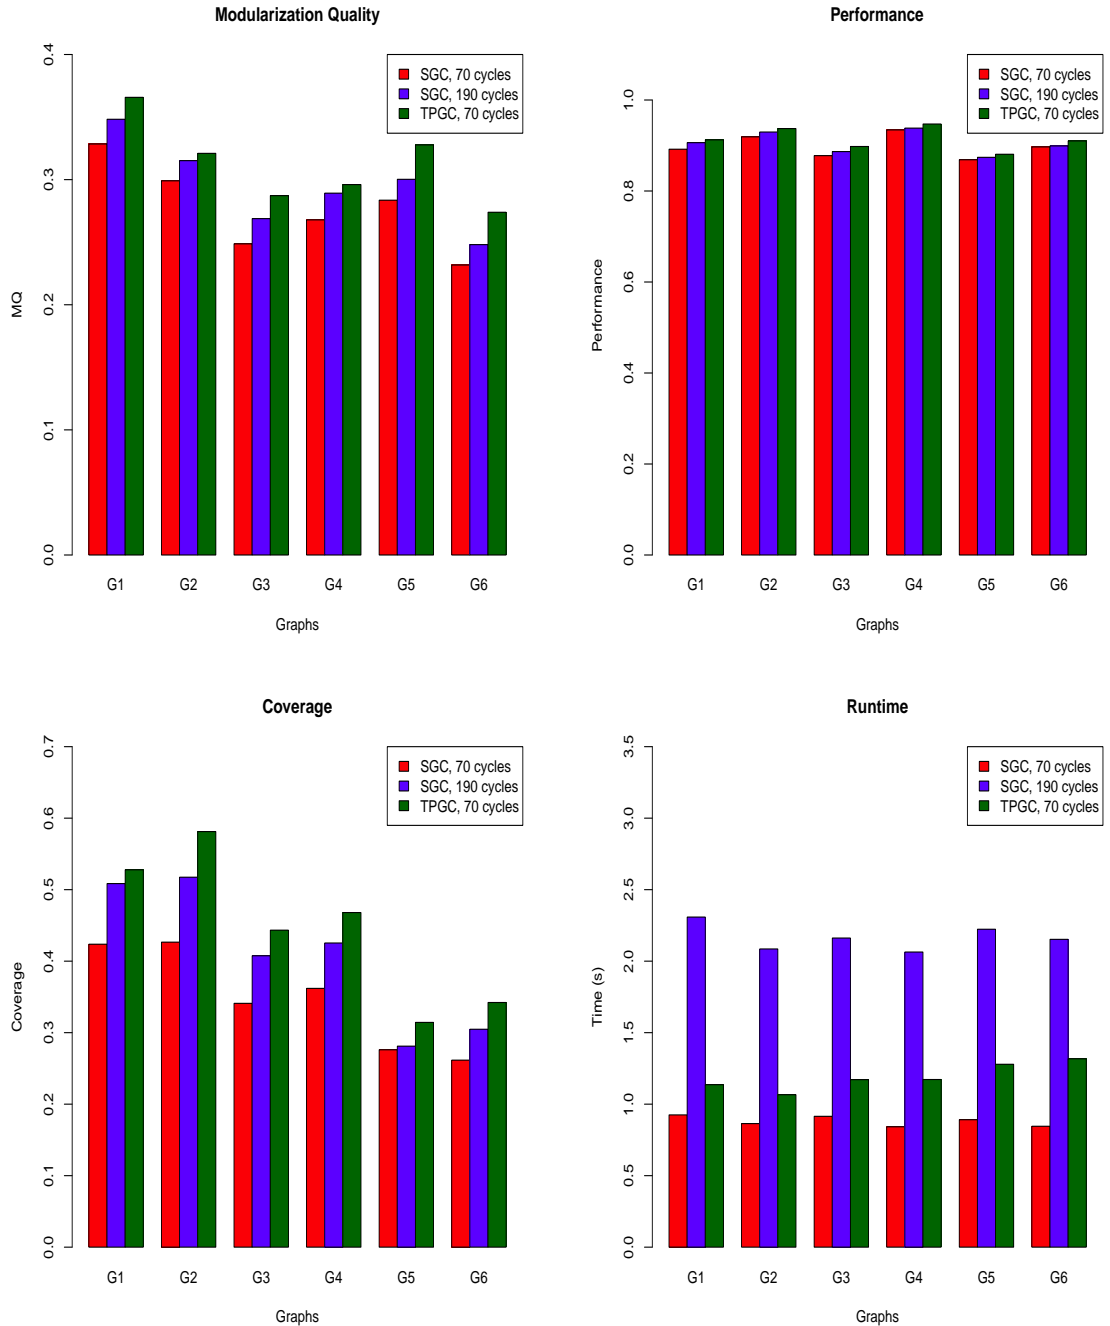 Modularization Quality
MQ
0.0
0.1
0.2
0.3
0.4
SGC, 70 cycles
SGC, 190 cycles
TPGC, 70 cycles
G1 G2 G3 G4 G5 G6
Graphs
Performance
Performance
0.0
0.2
0.4
0.6
0.8
1.0
SGC, 70 cycles
SGC, 190 cycles
TPGC, 70 cycles
G1 G2 G3 G4 G5 G6
Graphs
Coverage
Coverage
0.0
0.1
0.2
0.3
0.4
0.5
0.6
0.7
SGC, 70 cycles
SGC, 190 cycles
TPGC, 70 cycles
G1 G2 G3 G4 G5 G6
Graphs
Runtime
Time (s)
0.0
0.5
1.0
1.5
2.0
2.5
3.0
3.5
SGC, 70 cycles
SGC, 190 cycles
TPGC, 70 cycles
G1 G2 G3 G4 G5 G6
Graphs